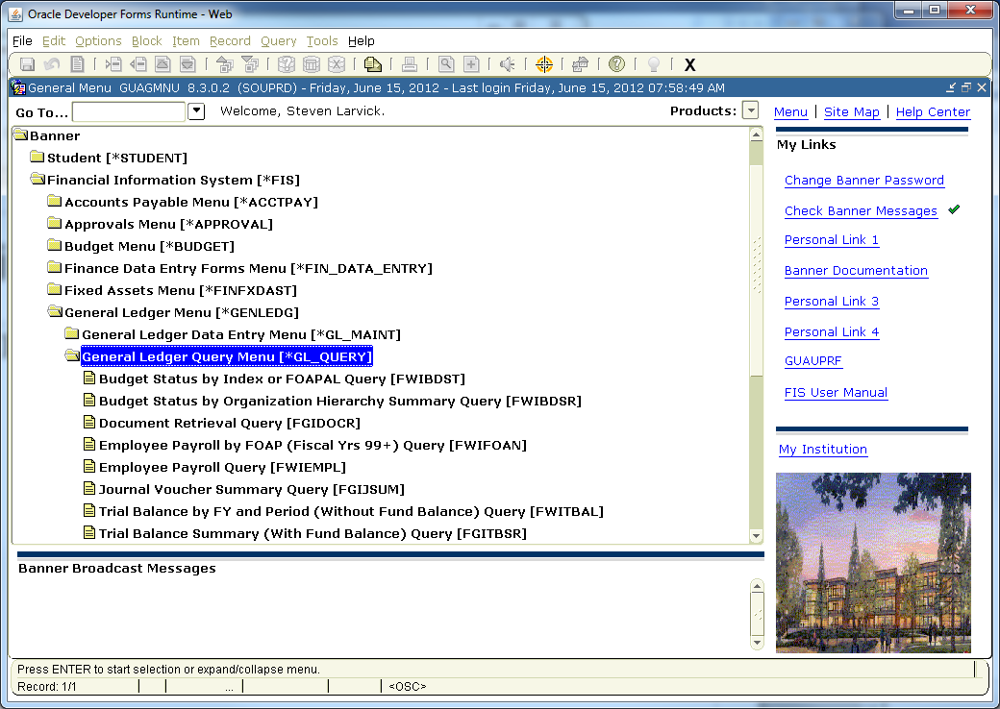 Oracle Developer Forms Runtime - Web
File Edit Options Block Item Record Query Tools Help
X
General Menu GUAGMNU 8.3.0.2 (SOUPRD) - Friday, June 15, 2012 - Last login Friday, June 15, 2012 07:58:49 AM
Go To... Welcome, Steven Larvick. Products: Menu | Site Map | Help Center
Banner
Student [*STUDENT]
Financial Information System [*FIS]
Accounts Payable Menu [*ACCTPAY]
Approvals Menu [*APPROVAL]
Budget Menu [*BUDGET]
Finance Data Entry Forms Menu [*FIN_DATA_ENTRY]
Fixed Assets Menu [*FINFXDAST]
General Ledger Menu [*GENLEDG]
General Ledger Data Entry Menu [*GL_MAINT]
General Ledger Query Menu [*GL_QUERY]
Budget Status by Index or FOAPAL Query [FWIBDST]
Budget Status by Organization Hierarchy Summary Query [FWIBDSR]
Document Retrieval Query [FGIDOCR]
Employee Payroll by FOAP (Fiscal Yrs 99+) Query [FWIFOAN]
Employee Payroll Query [FWIEMPL]
Journal Voucher Summary Query [FGIJSUM]
Trial Balance by FY and Period (Without Fund Balance) Query [FWITBAL]
Trial Balance Summary (With Fund Balance) Query [FGITBSR]
My Links
Change Banner Password
Check Banner Messages
Personal Link 1
Banner Documentation
Personal Link 3
Personal Link 4
GUAUPRF
FIS User Manual
My Institution
Banner Broadcast Messages
Press ENTER to start selection or expand/collapse menu.
Record: 1/1 ... <OSC>